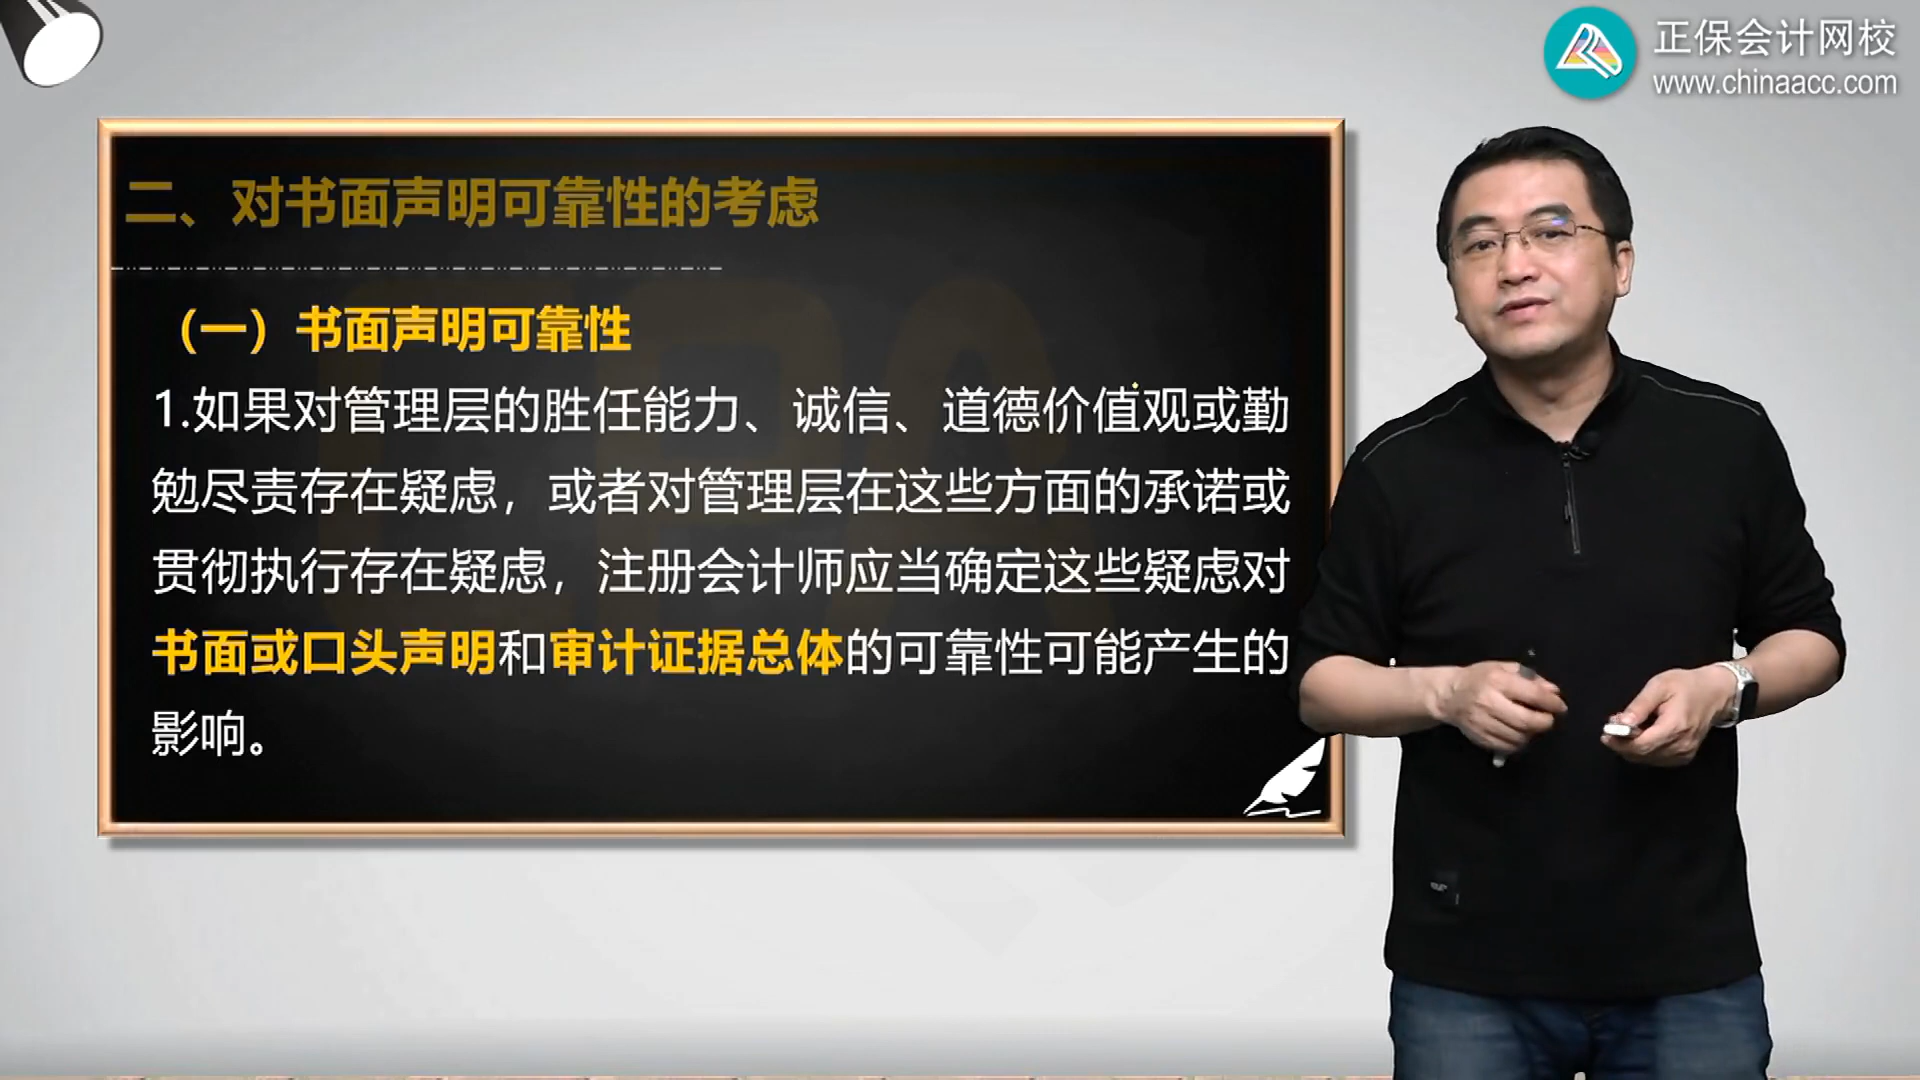 正保会计网校
www.chinaacc.com
二、对书面声明可靠性的考虑
（一）书面声明可靠性
1.如果对管理层的胜任能力、诚信、道德价值观或勤
勉尽责存在疑虑，或者对管理层在这些方面的承诺或
贯彻执行存在疑虑，注册会计师应当确定这些疑虑对
书面或口头声明和审计证据总体的可靠性可能产生的
影响。
CPA